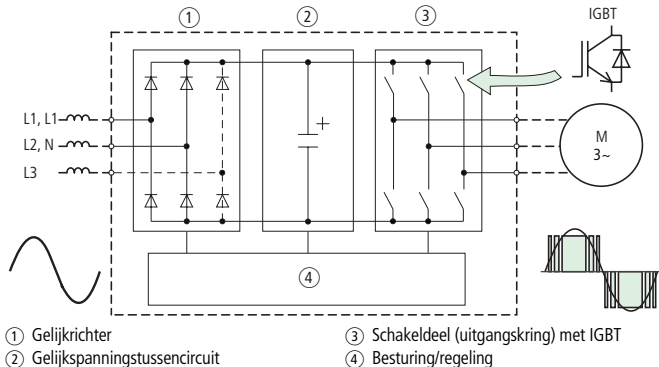 ① ② ③ IGBT
L1, L1
L2, N
L3
+
M
3~
④
① Gelijkrichter
② Gelijkspanningstussencircuit
③ Schakeldeel (uitgangskring) met IGBT
④ Besturing/regeling